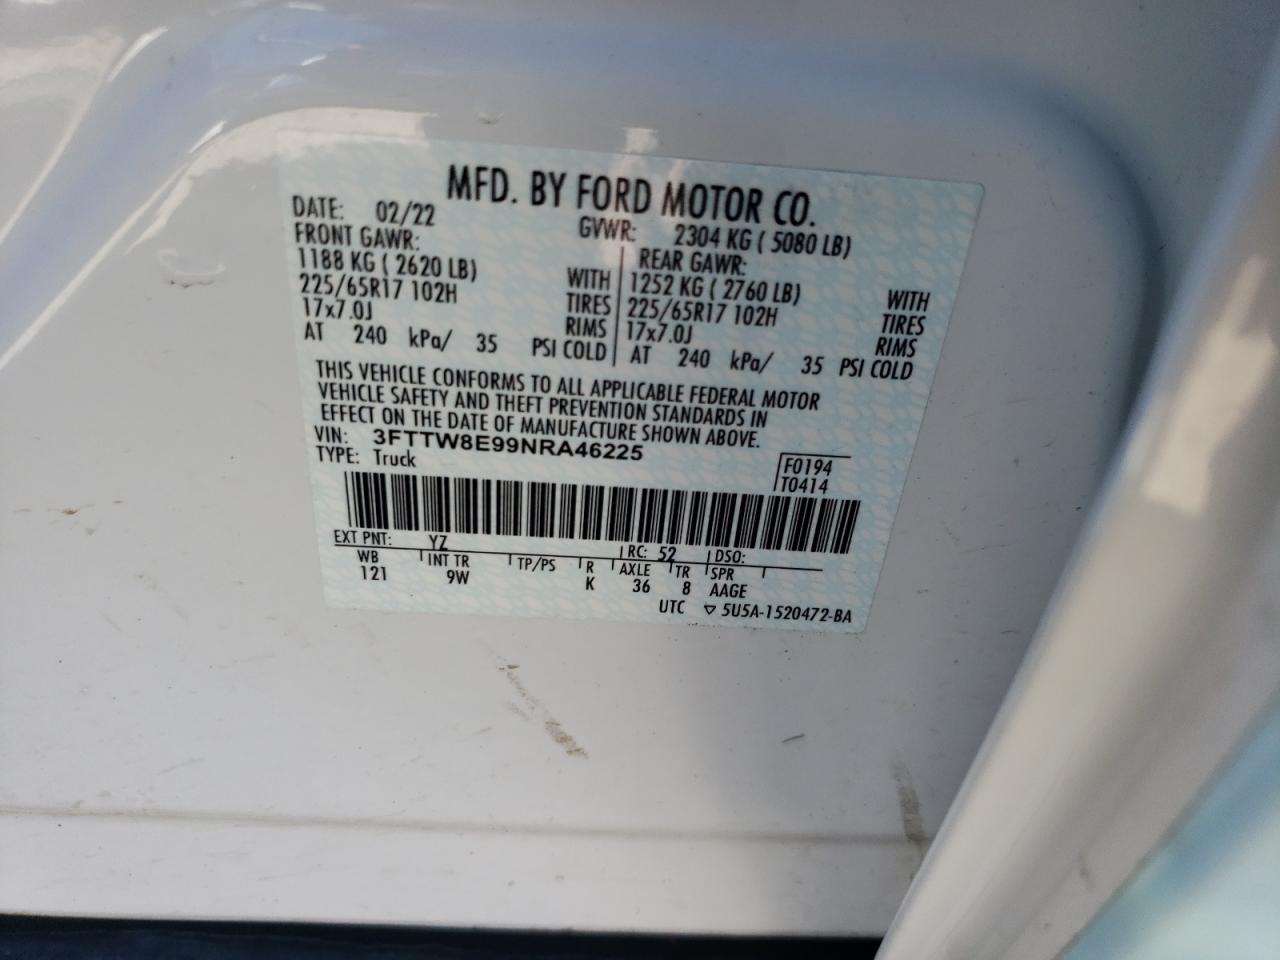 MFD. BY FORD MOTOR CO.
DATE: 02/22 GVWR: 2304 KG ( 5080 LB)
FRONT GAWR: REAR GAWR:
1188 KG ( 2620 LB) WITH 1252 KG ( 2760 LB) WITH
225/65R17 102H TIRES 225/65R17 102H TIRES
17x7.0J RIMS 17x7.0J RIMS
AT 240 kPa/ 35 PSI COLD AT 240 kPa/ 35 PSI COLD
THIS VEHICLE CONFORMS TO ALL APPLICABLE FEDERAL MOTOR
VEHICLE SAFETY AND THEFT PREVENTION STANDARDS IN
EFFECT ON THE DATE OF MANUFACTURE SHOWN ABOVE.
VIN: 3FTTW8E99NRA46225
TYPE: Truck F0194
T0414
EXT PNT: YZ RC: 52 DSO:
WB INT TR TP/PS R AXLE TR SPR
121 9W K 36 8 AAGE
UTC ▽ 5U5A-1520472-BA